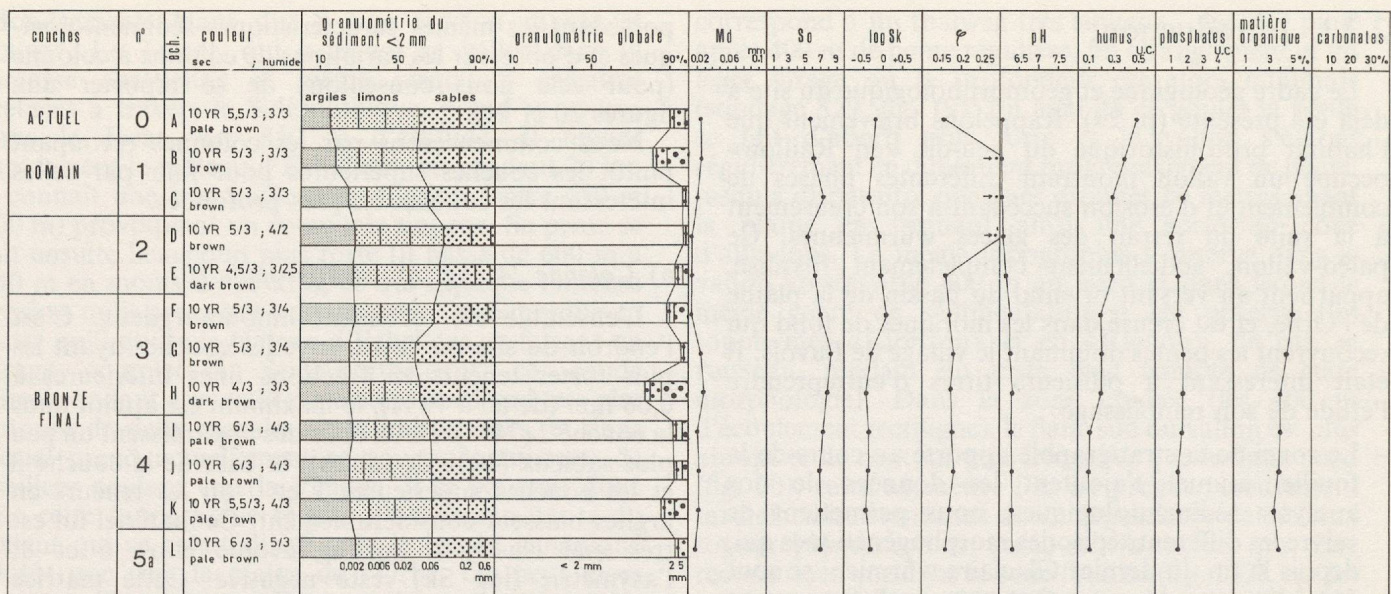 couches n° éch. couleur granulométrie du sédiment <2mm granulométrie globale Md So log Sk φ pH humus phosphates matière organique carbonates
sec ; humide 10 50 90% 10 50 90% 0,02 0,06 0,1 mm 1 3 5 7 9 -0,5 +0,5 0,15 0,2 0,25 6,5 7 7,5 0,1 0,3 0,5 u.c. 1 2 3 4 u.c. 1 3 5% 10 20 30%
argiles limons sables
ACTUEL 0 A 10 YR 5,5/3 ; 3/3
pale brown
ROMAIN 1 B 10 YR 5/3 ; 3/3
brown
C 10 YR 5/3 ; 3/3
brown
2 D 10 YR 5/3 ; 4/2
brown
E 10 YR 4,5/3 ; 3/2,5
dark brown
BRONZE FINAL 3 F 10 YR 5/3 ; 3/4
brown
G 10 YR 5/3 ; 3/4
brown
H 10 YR 4/3 ; 3/3
dark brown
4 I 10 YR 6/3 ; 4/3
pale brown
J 10 YR 6/3 ; 4/3
pale brown
K 10 YR 5,5/3 ; 4/3
pale brown
5a L 10 YR 6/3 ; 5/3
pale brown
0,002 0,006 0,02 0,06 0,2 0,6 mm < 2 mm 2 5 mm